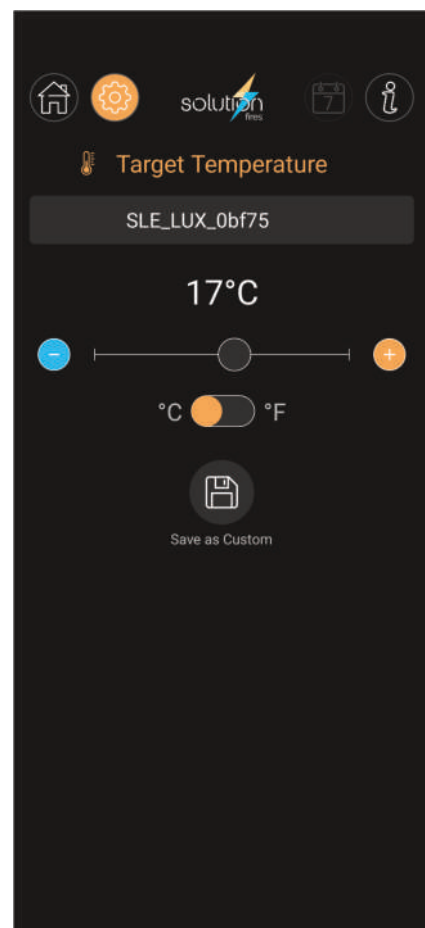 solution
fires
7
i
Target Temperature
SLE_LUX_0bf75
17°C
− +
°C °F
Save as Custom